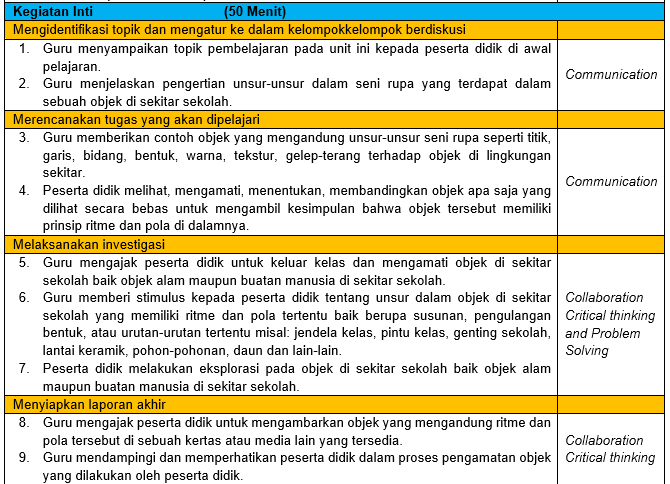 Kegiatan Inti (50 Menit)
Mengidentifikasi topik dan mengatur ke dalam kelompokkelompok berdiskusi
1. Guru menyampaikan topik pembelajaran pada unit ini kepada peserta didik di awal
pelajaran.
2. Guru menjelaskan pengertian unsur-unsur dalam seni rupa yang terdapat dalam
sebuah objek di sekitar sekolah.
Communication
Merencanakan tugas yang akan dipelajari
3. Guru memberikan contoh objek yang mengandung unsur-unsur seni rupa seperti titik,
garis, bidang, bentuk, warna, tekstur, gelep-terang terhadap objek di lingkungan
sekitar.
4. Peserta didik melihat, mengamati, menentukan, membandingkan objek apa saja yang
dilihat secara bebas untuk mengambil kesimpulan bahwa objek tersebut memiliki
prinsip ritme dan pola di dalamnya.
Communication
Melaksanakan investigasi
5. Guru mengajak peserta didik untuk keluar kelas dan mengamati objek di sekitar
sekolah baik objek alam maupun buatan manusia di sekitar sekolah.
6. Guru memberi stimulus kepada peserta didik tentang unsur dalam objek di sekitar
sekolah yang memiliki ritme dan pola tertentu baik berupa susunan, pengulangan
bentuk, atau urutan-urutan tertentu misal: jendela kelas, pintu kelas, genting sekolah,
lantai keramik, pohon-pohonan, daun dan lain-lain.
7. Peserta didik melakukan eksplorasi pada objek di sekitar sekolah baik objek alam
maupun buatan manusia di sekitar sekolah.
Collaboration
Critical thinking
and Problem
Solving
Menyiapkan laporan akhir
8. Guru mengajak peserta didik untuk mengambarkan objek yang mengandung ritme dan
pola tersebut di sebuah kertas atau media lain yang tersedia.
9. Guru mendampingi dan memperhatikan peserta didik dalam proses pengamatan objek
yang dilakukan oleh peserta didik.
Collaboration
Critical thinking